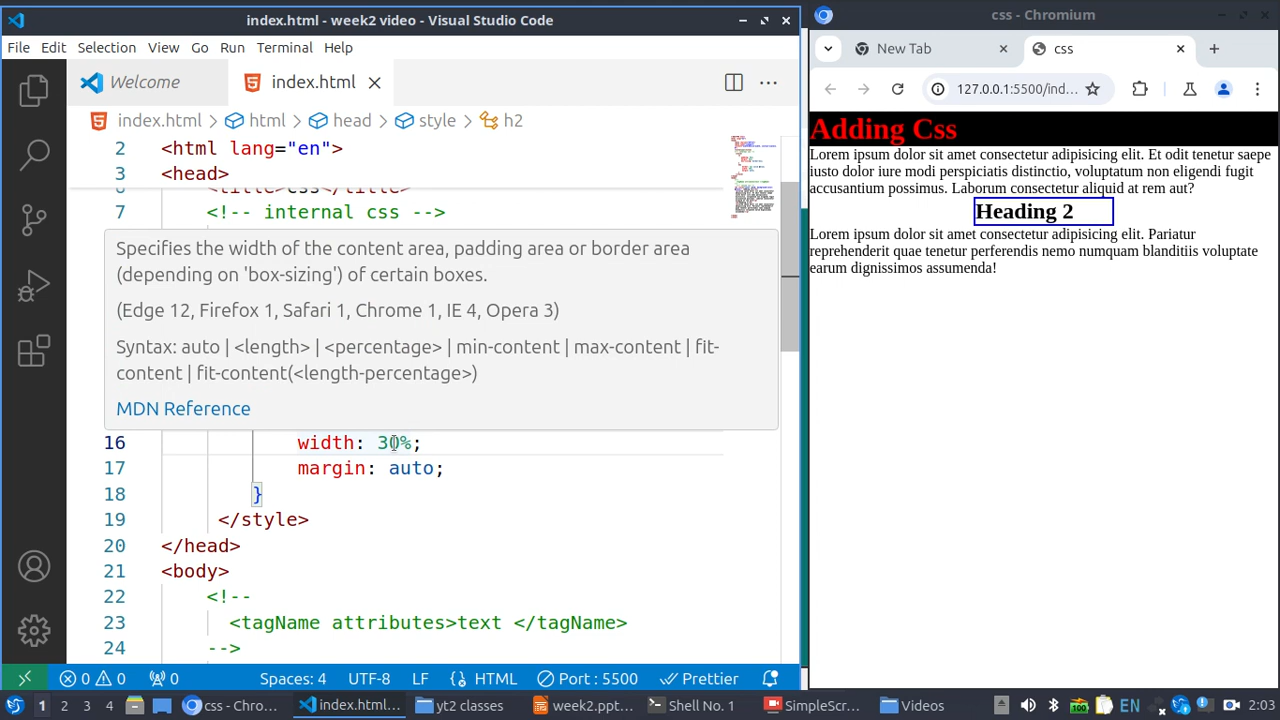 index.html - week2 video - Visual Studio Code
File Edit Selection View Go Run Terminal Help
Welcome
index.html
index.html > html > head > style > h2
2 <html lang="en">
3 <head>
7 <!-- internal css -->
Specifies the width of the content area, padding area or border area
(depending on 'box-sizing') of certain boxes.
(Edge 12, Firefox 1, Safari 1, Chrome 1, IE 4, Opera 3)
Syntax: auto | <length> | <percentage> | min-content | max-content | fit-
content | fit-content(<length-percentage>)
MDN Reference
16 width: 30%;
17 margin: auto;
18 }
19 </style>
20 </head>
21 <body>
22 <!--
23 <tagName attributes>text </tagName>
24 -->
0 0 0 Spaces: 4 UTF-8 LF HTML Port : 5500 Prettier
css - Chromium
New Tab
css
127.0.0.1:5500/ind...
Adding Css
Lorem ipsum dolor sit amet consectetur adipisicing elit. Et odit tenetur saepe
iusto dolor iure modi perspiciatis distinctio, voluptatum non eligendi fugit
accusantium possimus. Laborum consectetur aliquid at rem aut?
Heading 2
Lorem ipsum dolor sit amet consectetur adipisicing elit. Pariatur
reprehenderit quae tenetur perferendis nemo numquam blanditiis voluptate
earum dignissimos assumenda!
1 2 3 4 css - Chro... index.html... yt2 classes week2.ppt... Shell No. 1 SimpleScr... Videos EN 2:03